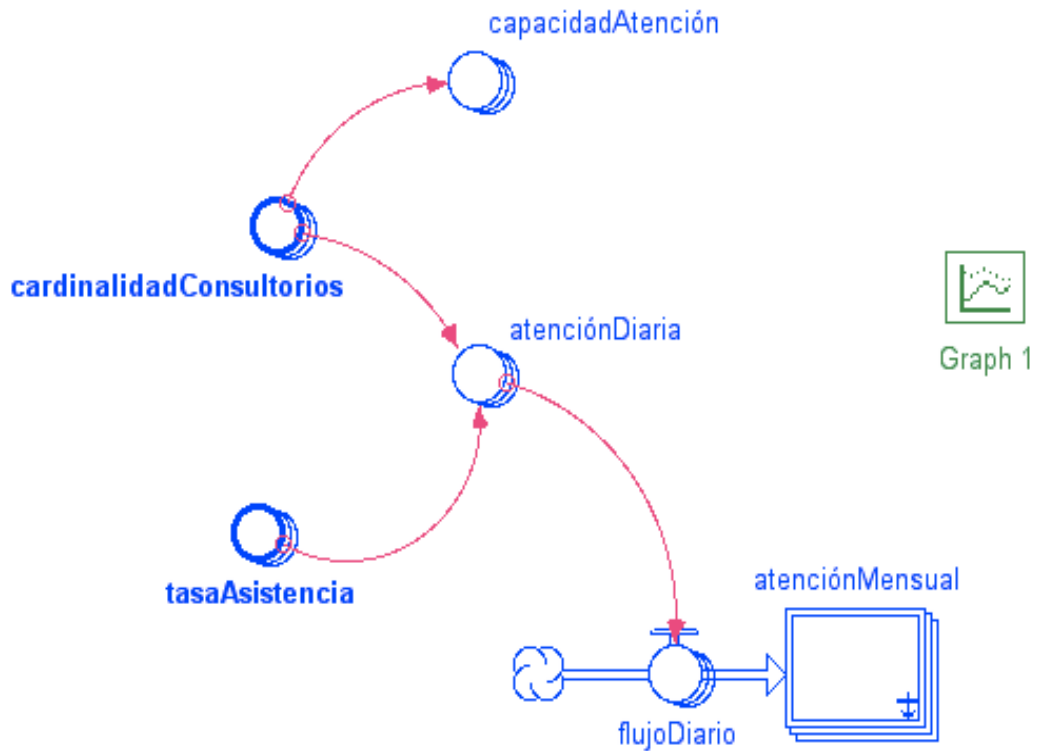 capacidadAtención
cardinalidadConsultorios
atenciónDiaria
Graph 1
tasaAsistencia
atenciónMensual
flujoDiario